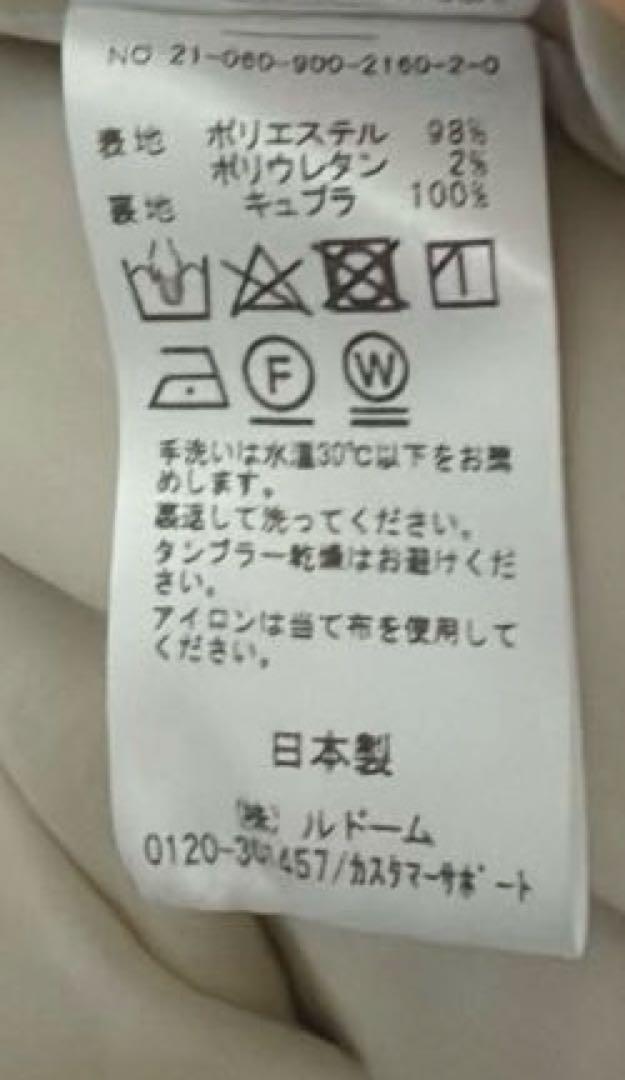 NO 21-060-900-2160-2-0
表地 ポリエステル 98%
ポリウレタン 2%
裏地 キュプラ 100%
F W
手洗いは水温30℃以下をお奨
めします。
裏返して洗ってください。
タンブラー乾燥はお避けくだ
さい。
アイロンは当て布を使用して
ください。
日本製
(株) ルドーム
/カスタマーサポート